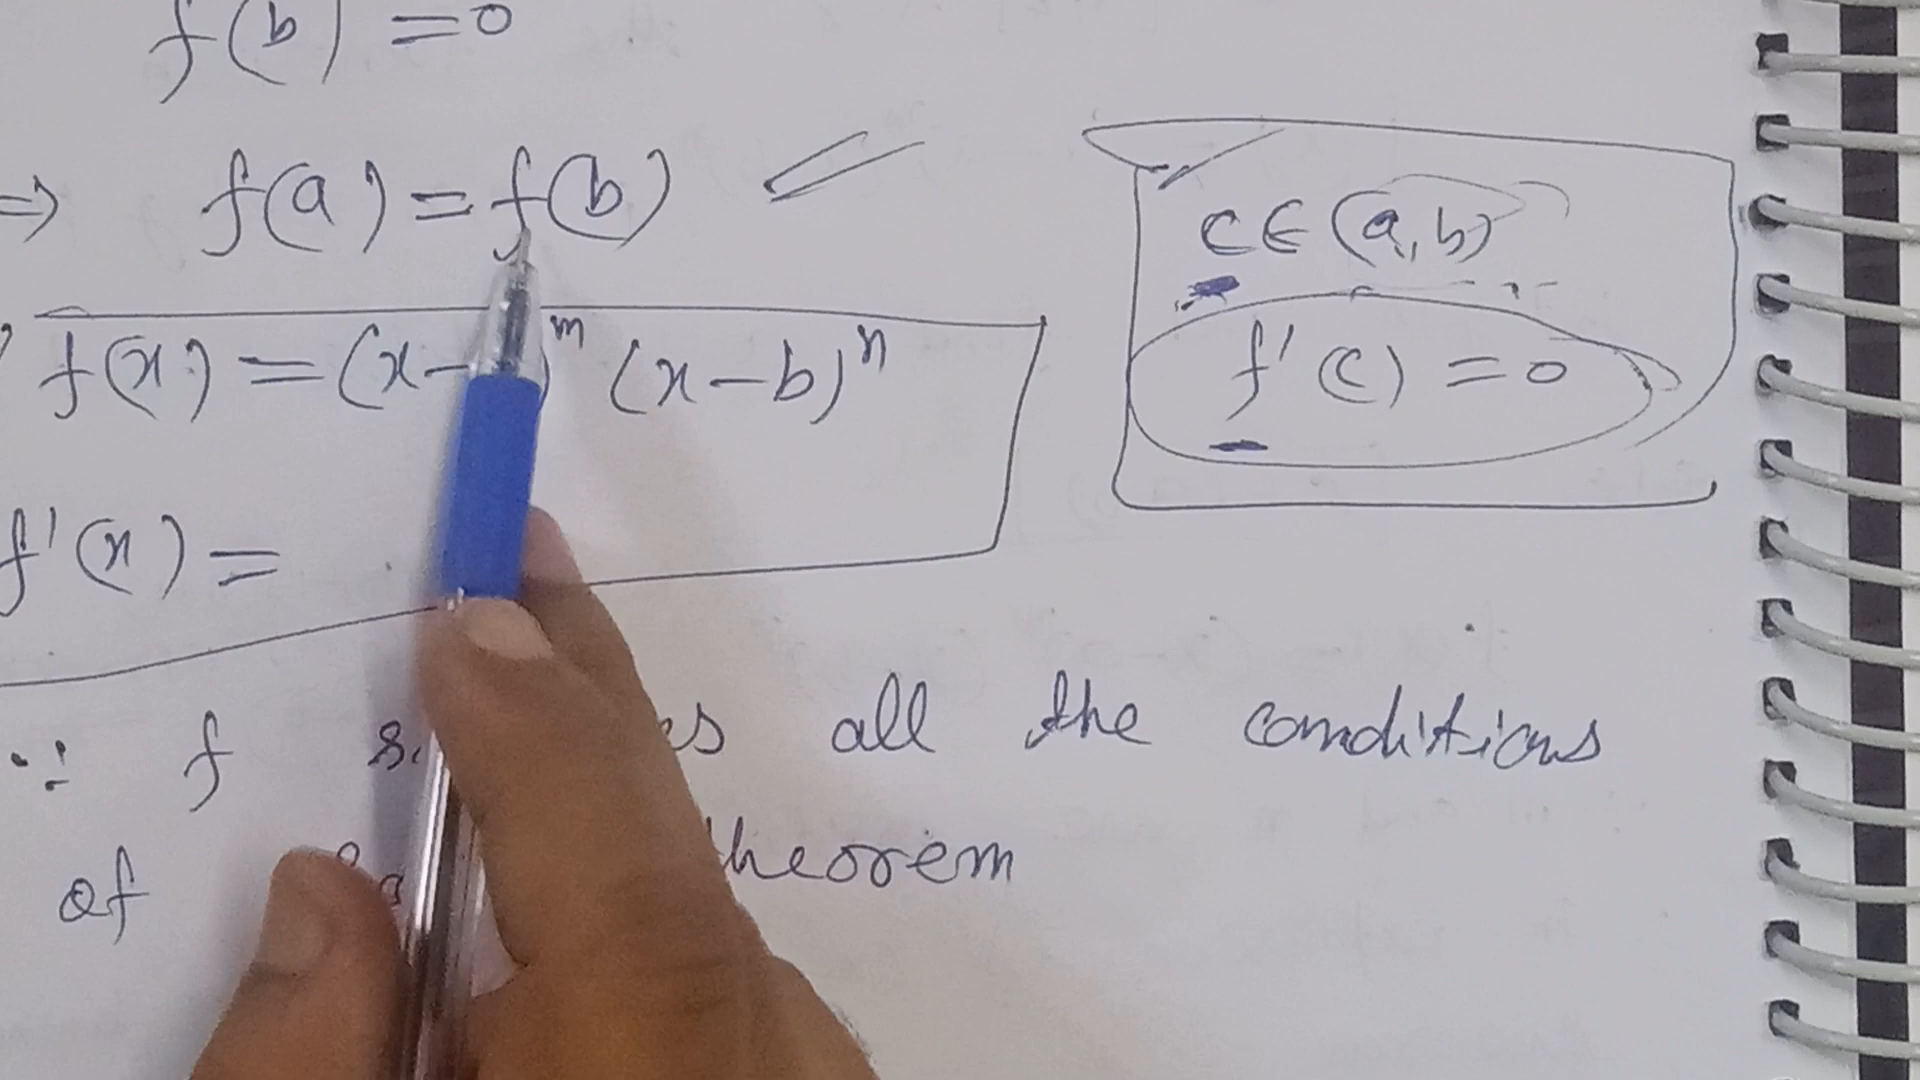 f(b) = 0
⇒ f(a) = f(b)
c∈(a,b)
f'(c) = 0
f(x) = (x- )ᵐ (x-b)ⁿ
f'(x) =
∵ f all the conditions
of theorem